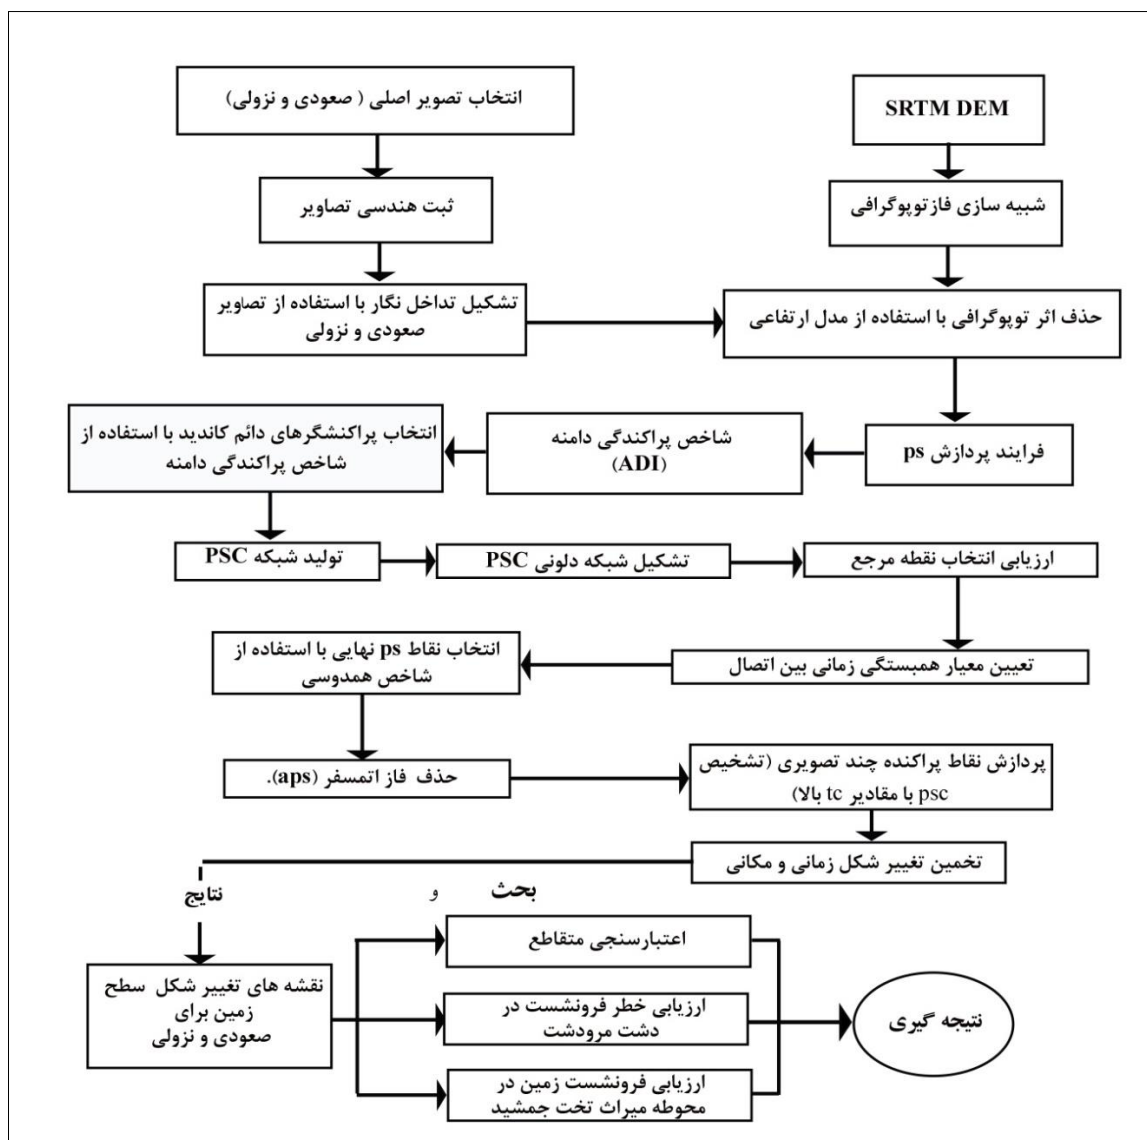 انتخاب تصویر اصلی ( صعودی و نزولی)
SRTM DEM
ثبت هندسی تصاویر
شبیه سازی فازتوپوگرافی
تشکیل تداخل نگار با استفاده از تصاویر
صعودی و نزولی
حذف اثر توپوگرافی با استفاده از مدل ارتفاعی
فرایند پردازش ps
شاخص پراکندگی دامنه
(ADI)
انتخاب پراکنشگرهای دائم کاندید با استفاده از
شاخص پراکندگی دامنه
تولید شبکه PSC
تشکیل شبکه دلونی PSC
ارزیابی انتخاب نقطه مرجع
تعیین معیار همبستگی زمانی بین اتصال
انتخاب نقاط ps نهایی با استفاده از
شاخص همدوسی
حذف فاز اتمسفر (aps).
پردازش نقاط پراکنده چند تصویری (تشخیص
psc با مقادیر tc بالا)
تخمین تغییر شکل زمانی و مکانی
بحث و نتایج
نقشه های تغییر شکل سطح
زمین برای
صعودی و نزولی
اعتبارسنجی متقاطع
ارزیابی خطر فرونشست در
دشت مرودشت
ارزیابی فرونشست زمین در
محوطه میراث تخت جمشید
نتیجه گیری